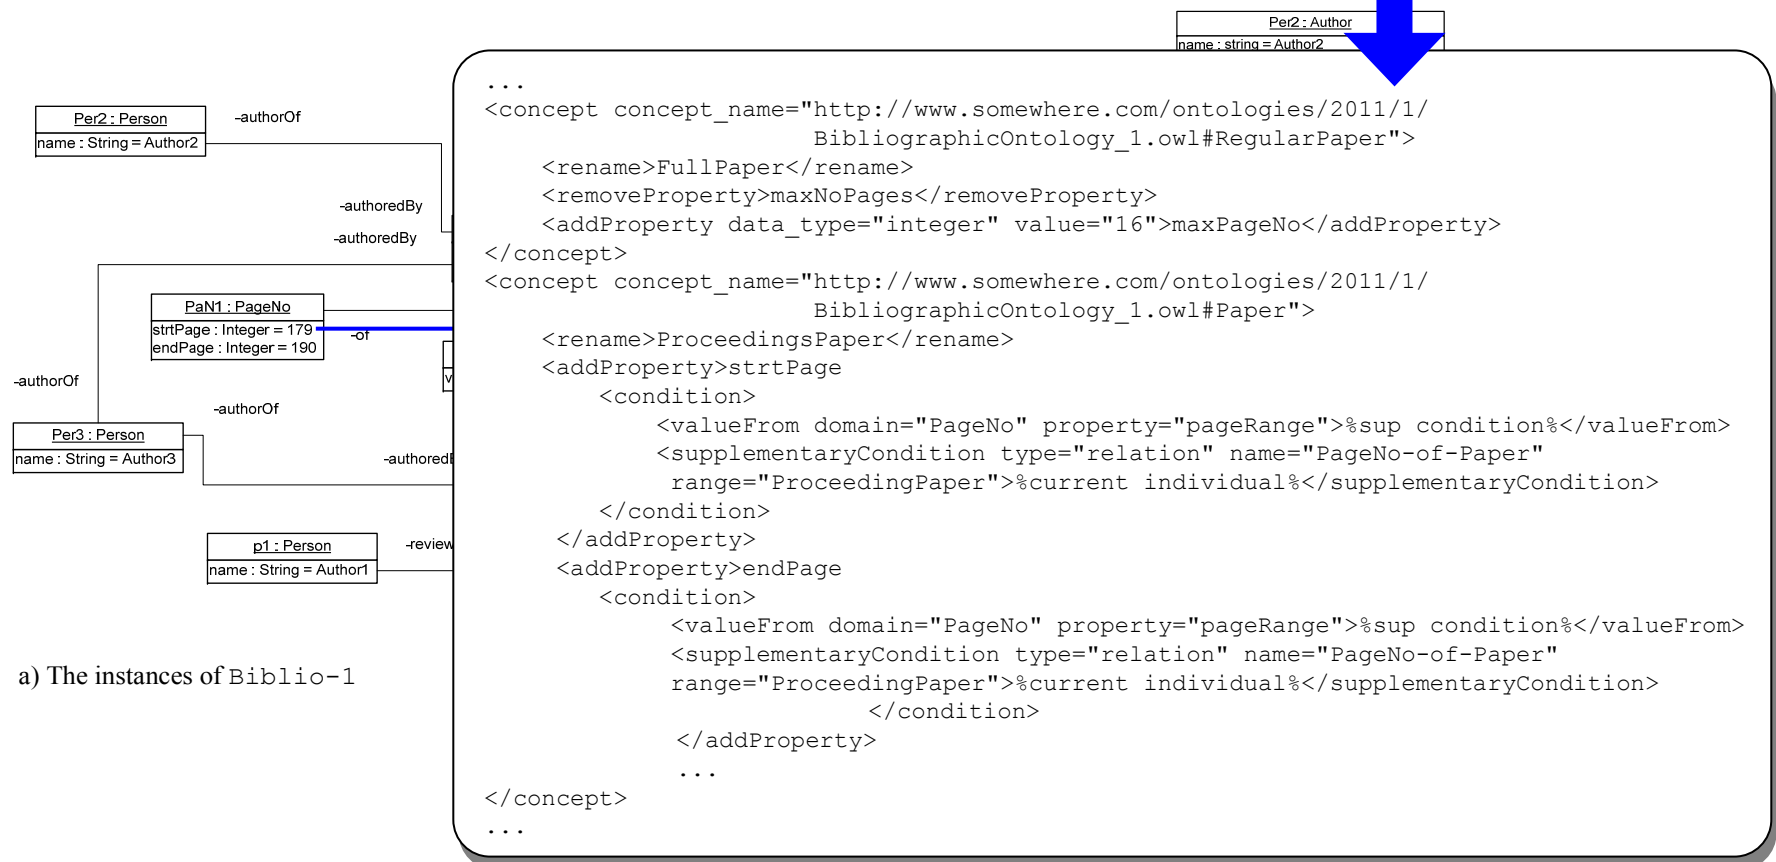 Per2 : Author
name : string = Author2
Per2 : Person
name : String = Author2
-authorOf
-authoredBy
-authoredBy
PaN1 : PageNo
strtPage : Integer = 179
endPage : Integer = 190
-of
v
-authorOf
-authorOf
Per3 : Person
name : String = Author3
-authoredB
p1 : Person
name : String = Author1
-review
a) The instances of Biblio-1
...
<concept concept_name="http://www.somewhere.com/ontologies/2011/1/
BibliographicOntology_1.owl#RegularPaper">
<rename>FullPaper</rename>
<removeProperty>maxNoPages</removeProperty>
<addProperty data_type="integer" value="16">maxPageNo</addProperty>
</concept>
<concept concept_name="http://www.somewhere.com/ontologies/2011/1/
BibliographicOntology_1.owl#Paper">
<rename>ProceedingsPaper</rename>
<addProperty>strtPage
<condition>
<valueFrom domain="PageNo" property="pageRange">%sup condition%</valueFrom>
<supplementaryCondition type="relation" name="PageNo-of-Paper"
range="ProceedingPaper">%current individual%</supplementaryCondition>
</condition>
</addProperty>
<addProperty>endPage
<condition>
<valueFrom domain="PageNo" property="pageRange">%sup condition%</valueFrom>
<supplementaryCondition type="relation" name="PageNo-of-Paper"
range="ProceedingPaper">%current individual%</supplementaryCondition>
</condition>
</addProperty>
...
</concept>
...